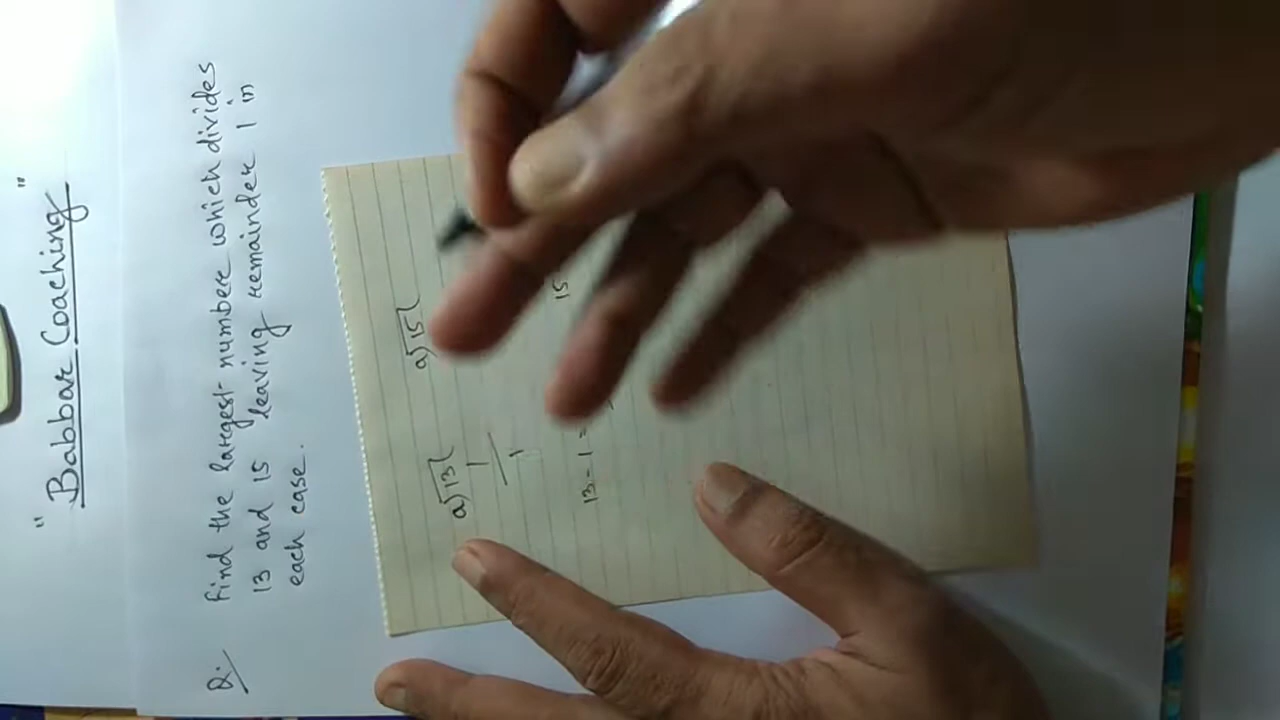 " Babbar Coaching "
Q. Find the largest number which divides
13 and 15 leaving remainder 1 in
each case.
a)13( a)15(
1
1
13 - 1 = 15